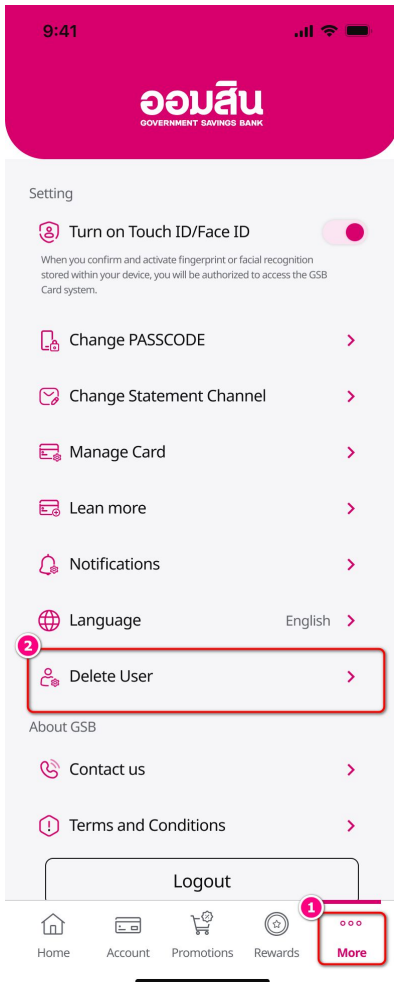 9:41
ออมสิน
GOVERNMENT SAVINGS BANK
Setting
Turn on Touch ID/Face ID
When you confirm and activate fingerprint or facial recognition
stored within your device, you will be authorized to access the GSB
Card system.
Change PASSCODE
Change Statement Channel
Manage Card
Lean more
Notifications
Language English
2
Delete User
About GSB
Contact us
Terms and Conditions
Logout
1
Home Account Promotions Rewards More